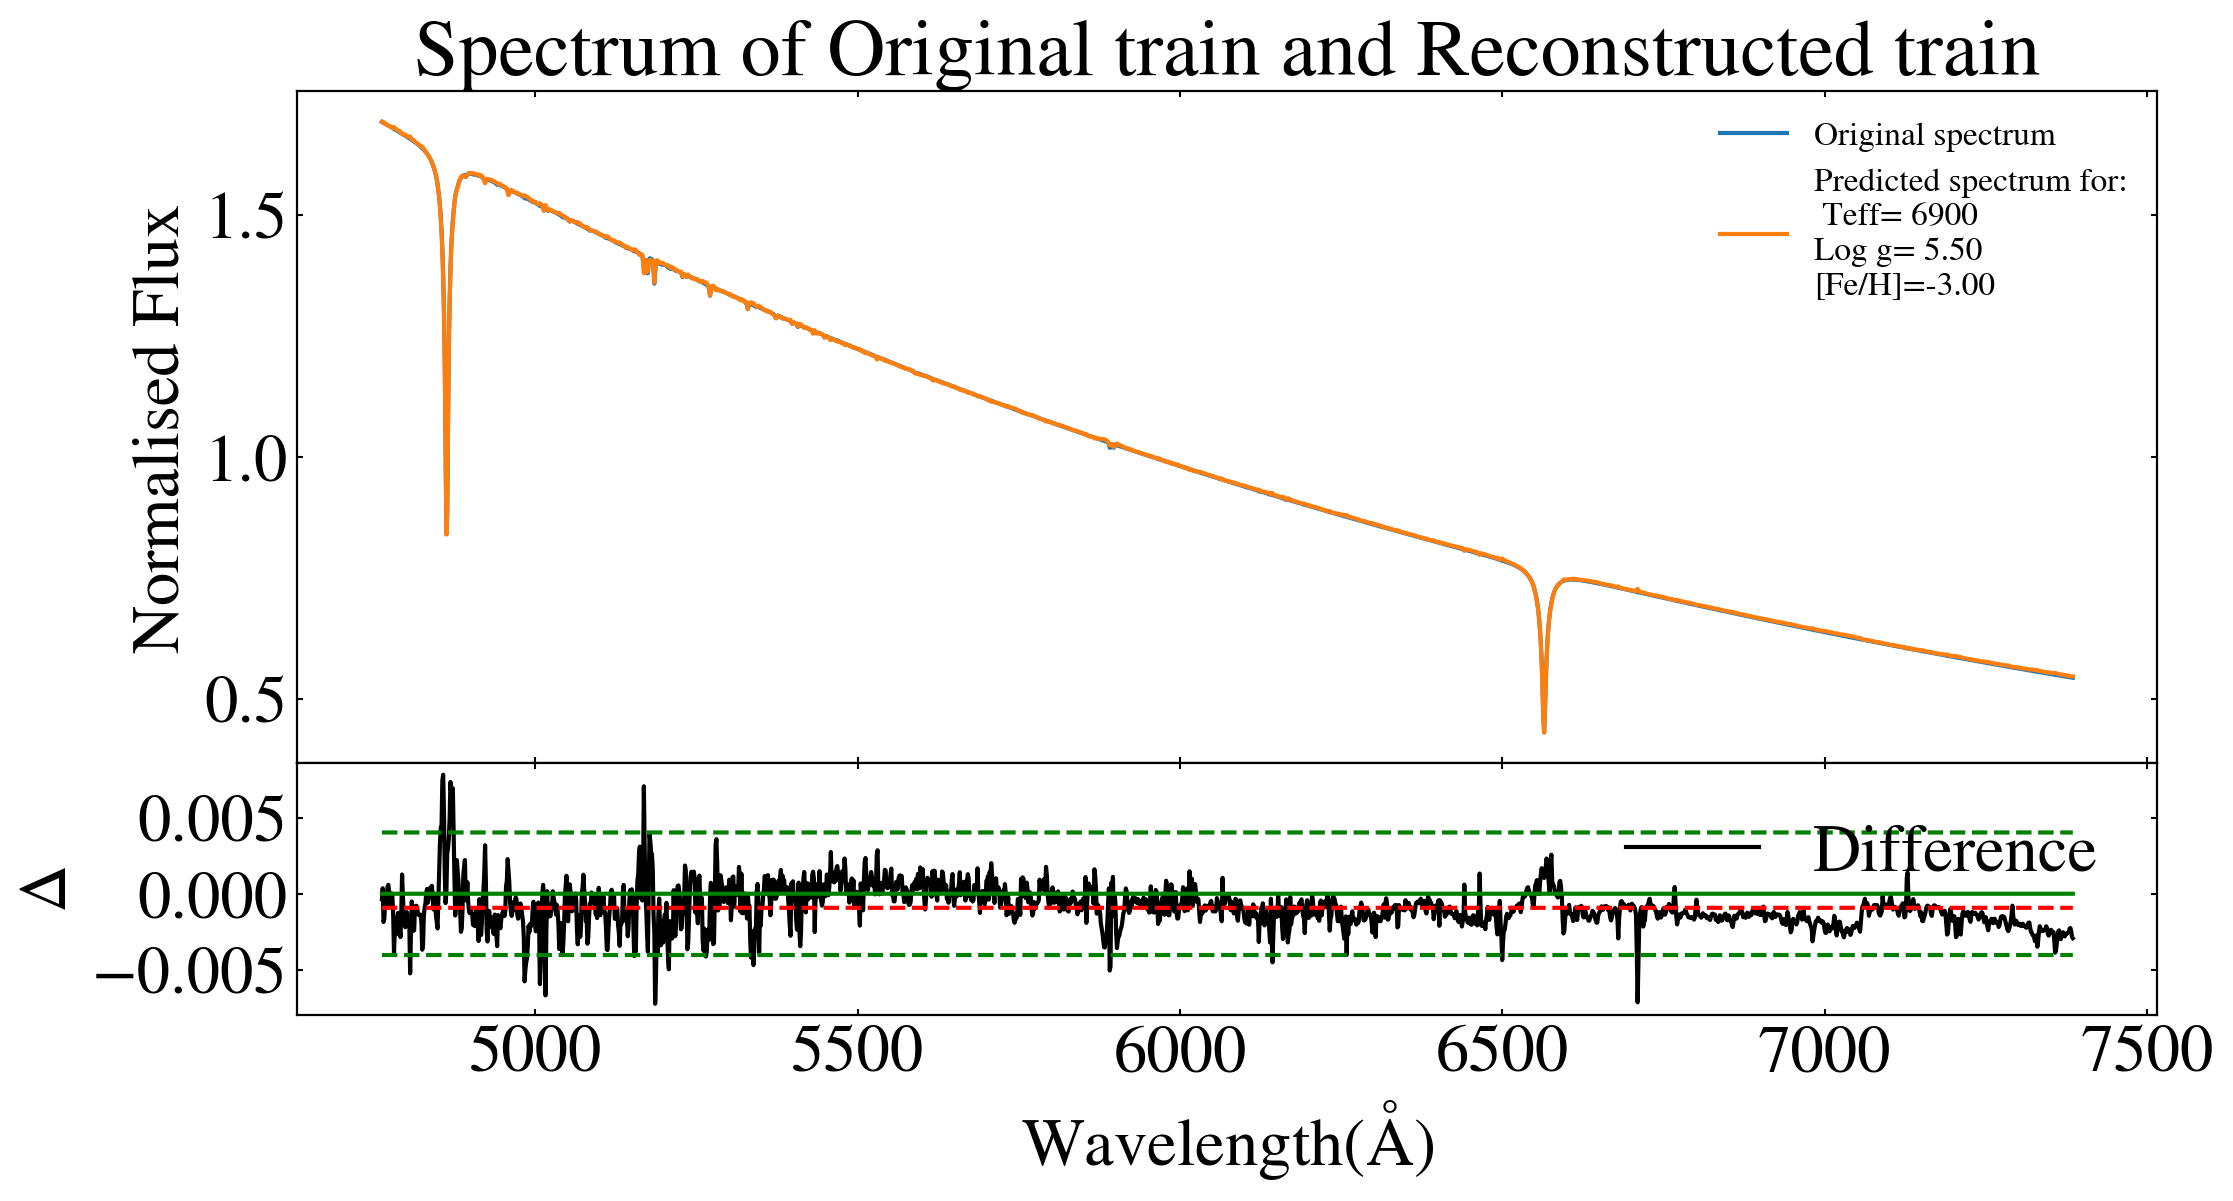 Spectrum of Original train and Reconstructed train
Normalised Flux
1.5
1.0
0.5
Original spectrum
Predicted spectrum for:
Teff= 6900
Log g= 5.50
[Fe/H]=-3.00
Δ
0.005
0.000
−0.005
Difference
5000 5500 6000 6500 7000 7500
Wavelength(Å)